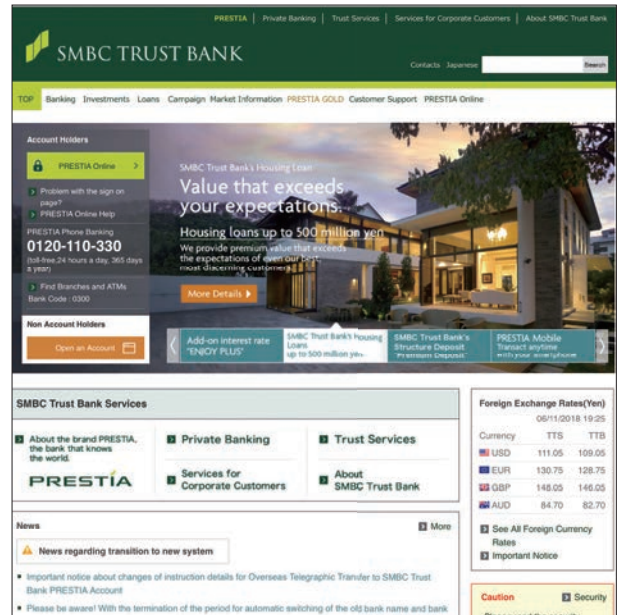 PRESTIA | Private Banking | Trust Services | Services for Corporate Customers | About SMBC Trust Bank
SMBC TRUST BANK
Contacts Japanese Search
TOP Banking Investments Loans Campaign Market Information PRESTIA GOLD Customer Support PRESTIA Online
Account Holders
PRESTIA Online
Problem with the sign on
page?
PRESTIA Online Help
PRESTIA Phone Banking
0120-110-330
(toll-free,24 hours a day, 365 days
a year)
Find Branches and ATMs
Bank Code : 0300
Non Account Holders
Open an Account
SMBC Trust Bank's Housing Loan
Value that exceeds
your expectations.
Housing loans up to 500 million yen
We provide premium value that exceeds
the expectations of even our best,
most discerning customers
More Details
Add-on interest rate
"ENJOY PLUS"
SMBC Trust Bank's Housing
Loans
up to 500 million yen
SMBC Trust Bank's
Structure Deposit
"Premium Deposit"
PRESTIA Mobile
Transact anytime
with your smartphone
SMBC Trust Bank Services
About the brand PRESTIA,
the bank that knows
the world.
PRESTÍA
Private Banking
Trust Services
Services for
Corporate Customers
About
SMBC Trust Bank
News
More
News regarding transition to new system
Important notice about changes of instruction details for Overseas Telegraphic Transfer to SMBC Trust
Bank PRESTIA Account
Please be aware! With the termination of the period for automatic switching of the old bank name and bank
Foreign Exchange Rates(Yen)
06/11/2018 19:25
Currency TTS TTB
USD 111.05 109.05
EUR 130.75 128.75
GBP 148.05 146.05
AUD 84.70 82.70
See All Foreign Currency
Rates
Important Notice
Caution
Security